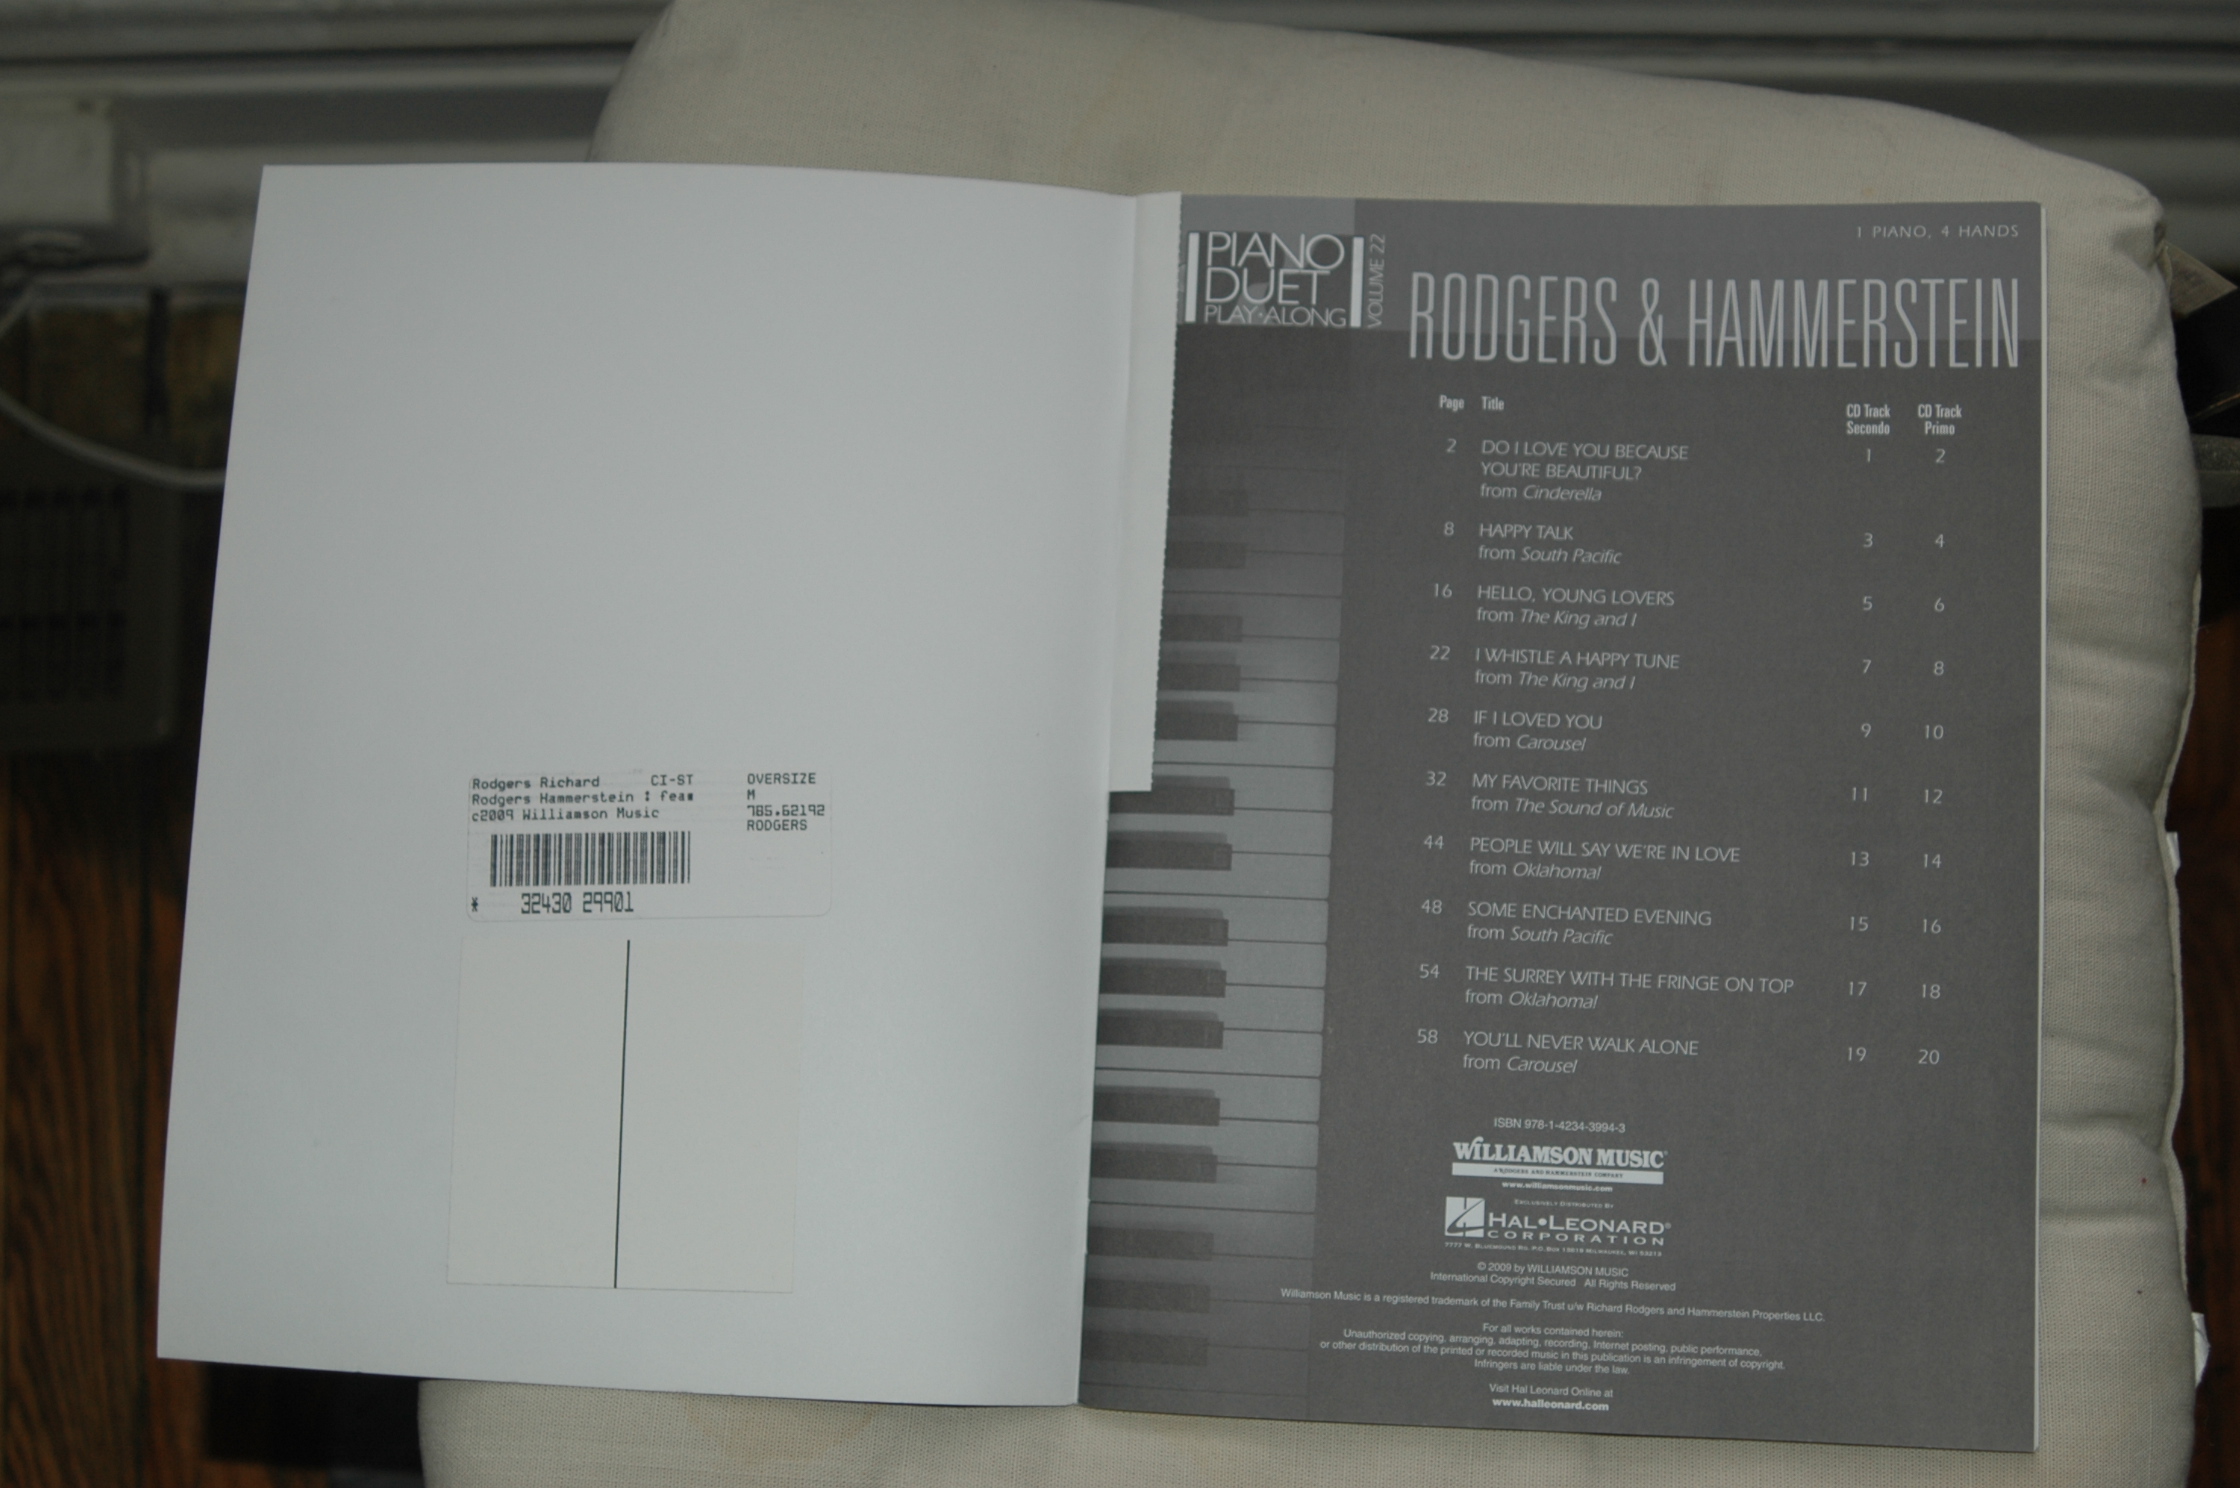 Rodgers Richard CI-ST OVERSIZE
Rodgers Hammerstein : fea M
c2009 Williamson Music 785.62192
RODGERS
* 32430 29901
PIANO
DUET
PLAY•ALONG
VOLUME 22
1 PIANO, 4 HANDS
RODGERS & HAMMERSTEIN
Page Title CD Track Secondo CD Track Primo
2 DO I LOVE YOU BECAUSE 1 2
YOU'RE BEAUTIFUL?
from Cinderella
8 HAPPY TALK 3 4
from South Pacific
16 HELLO, YOUNG LOVERS 5 6
from The King and I
22 I WHISTLE A HAPPY TUNE 7 8
from The King and I
28 IF I LOVED YOU 9 10
from Carousel
32 MY FAVORITE THINGS 11 12
from The Sound of Music
44 PEOPLE WILL SAY WE'RE IN LOVE 13 14
from Oklahoma!
48 SOME ENCHANTED EVENING 15 16
from South Pacific
54 THE SURREY WITH THE FRINGE ON TOP 17 18
from Oklahoma!
58 YOU'LL NEVER WALK ALONE 19 20
from Carousel
ISBN 978-1-4234-3994-3
WILLIAMSON MUSIC®
A RODGERS AND HAMMERSTEIN COMPANY
www.williamsonmusic.com
EXCLUSIVELY DISTRIBUTED BY
HAL•LEONARD®
CORPORATION
7777 W. BLUEMOUND RD. P.O. BOX 13819 MILWAUKEE, WI 53213
© 2009 by WILLIAMSON MUSIC
International Copyright Secured All Rights Reserved
Williamson Music is a registered trademark of the Family Trust u/w Richard Rodgers and Hammerstein Properties LLC.
For all works contained herein:
Unauthorized copying, arranging, adapting, recording, Internet posting, public performance,
or other distribution of the printed or recorded music in this publication is an infringement of copyright.
Infringers are liable under the law.
Visit Hal Leonard Online at
www.halleonard.com